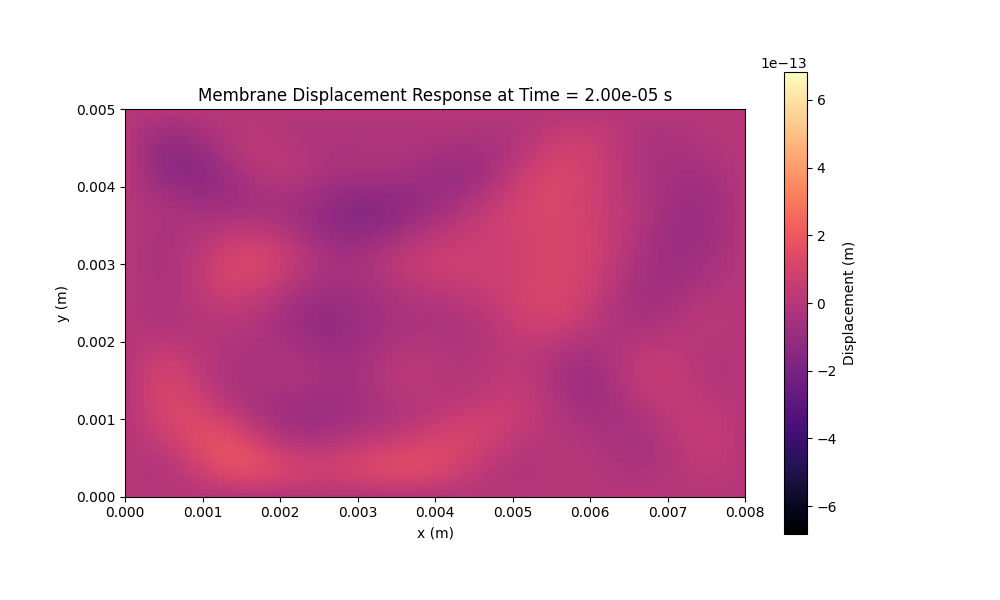 1e−13
Membrane Displacement Response at Time = 2.00e-05 s
0.005
0.004
0.003
0.002
0.001
0.000
y (m)
0.000 0.001 0.002 0.003 0.004 0.005 0.006 0.007 0.008
x (m)
6
4
2
0
−2
−4
−6
Displacement (m)